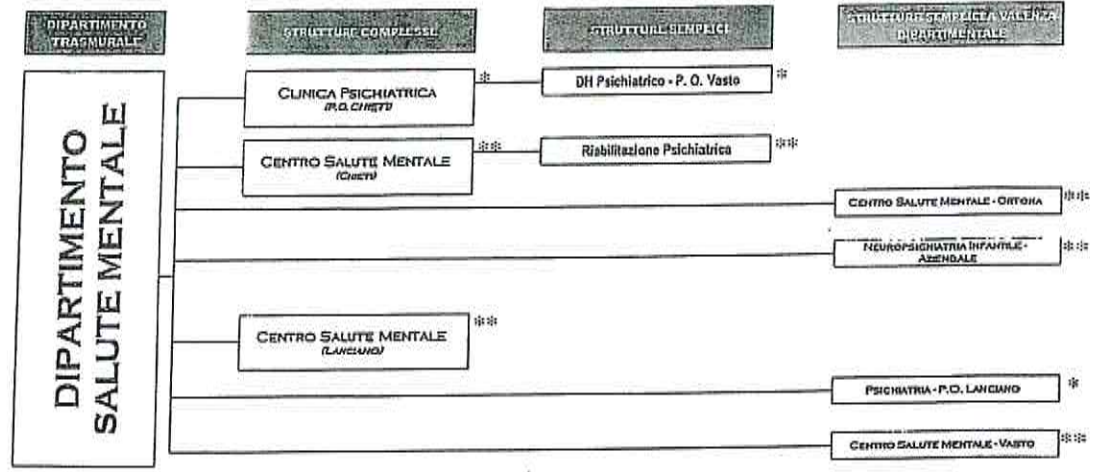 DIPARTIMENTO
TRASMURALE
STRUTTURE COMPLESSE
STRUTTURE SEMPLICI
STRUTTURE SEMPLICE A VALENZA
DIPARTIMENTALE
DIPARTIMENTO
SALUTE MENTALE
CLINICA PSICHIATRICA
(P.O. CHIETI)
*
DH Psichiatrico - P. O. Vasto
*
CENTRO SALUTE MENTALE
(CHIETI)
**
Riabilitazione Psichiatrica
**
CENTRO SALUTE MENTALE - ORTONA
**
NEUROPSICHIATRIA INFANTILE -
AZIENDALE
**
CENTRO SALUTE MENTALE
(LANCIANO)
**
PSICHIATRIA - P.O. LANCIANO
*
CENTRO SALUTE MENTALE - VASTO
**